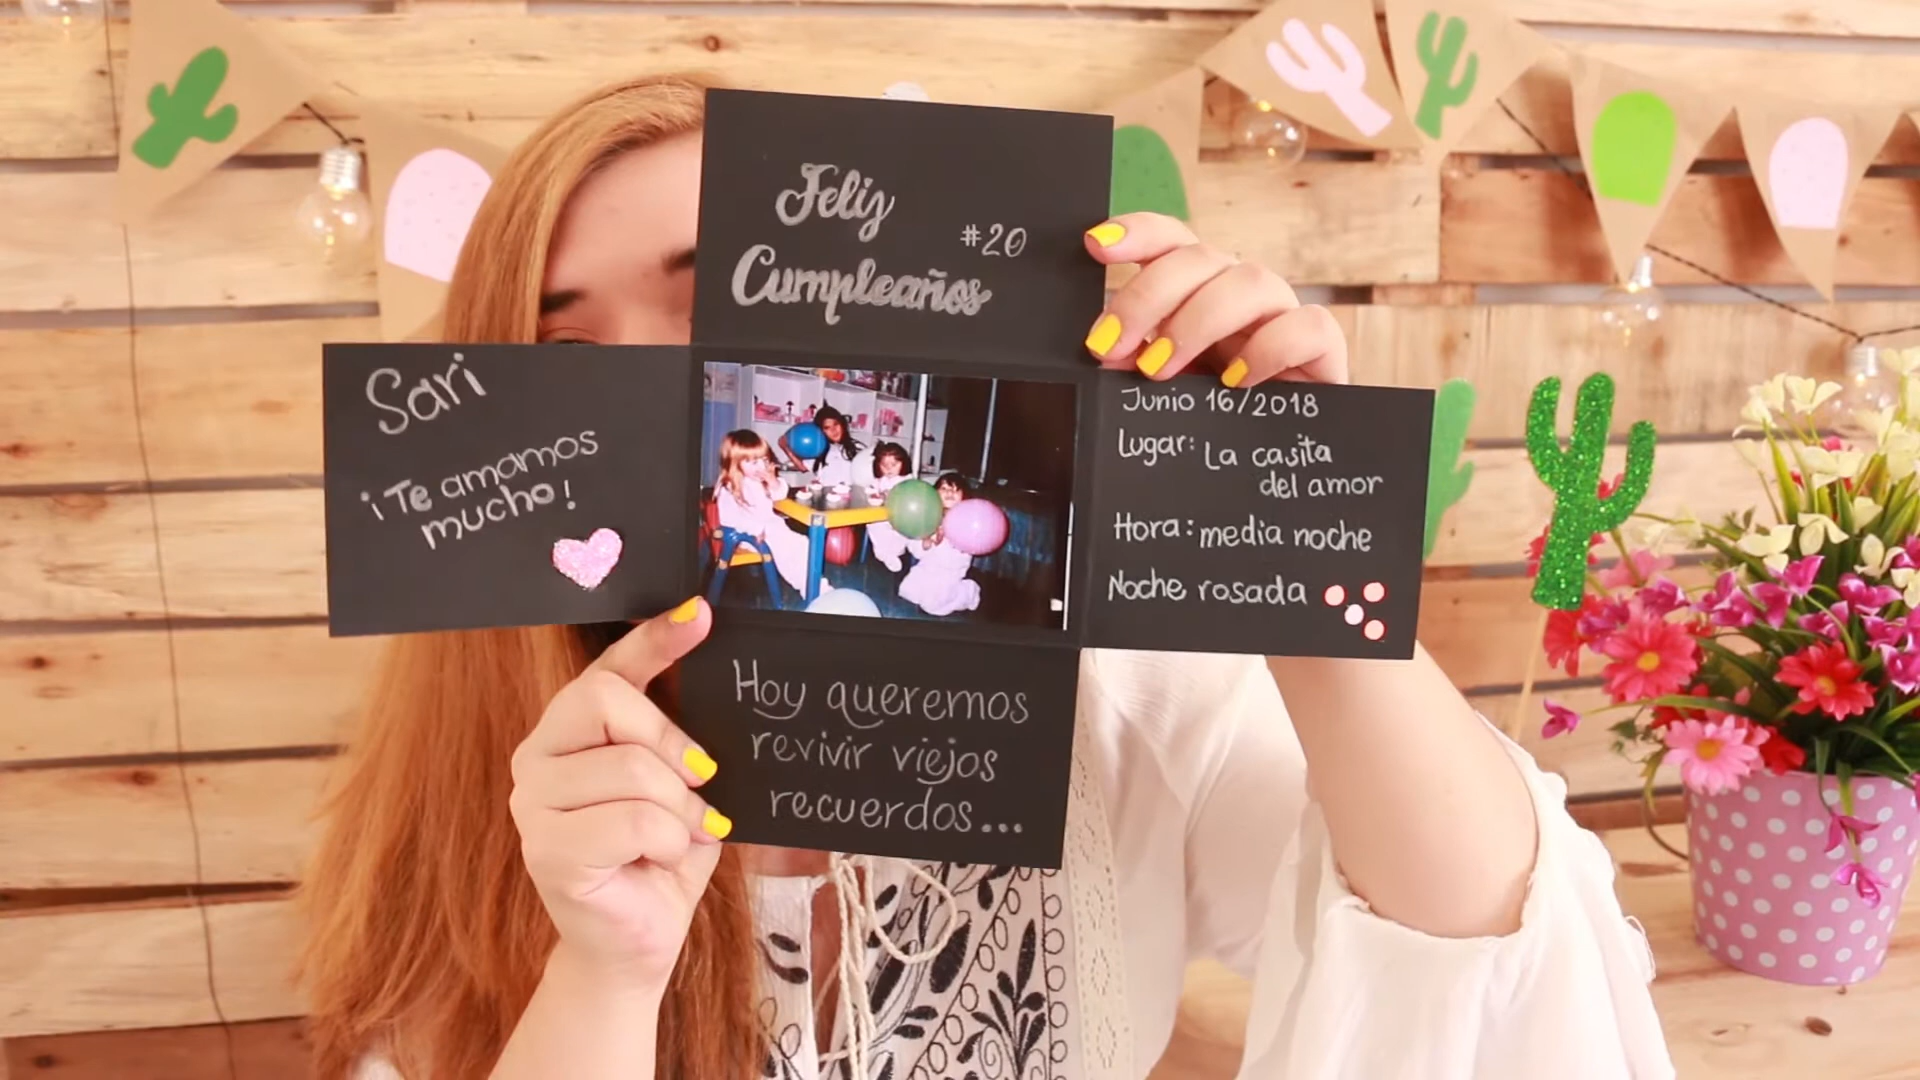 Feliz
#20
Cumpleaños
Sari
¡Te amamos
mucho!
Junio 16/2018
Lugar: La casita
del amor
Hora: media noche
Noche rosada
Hoy queremos
revivir viejos
recuerdos...